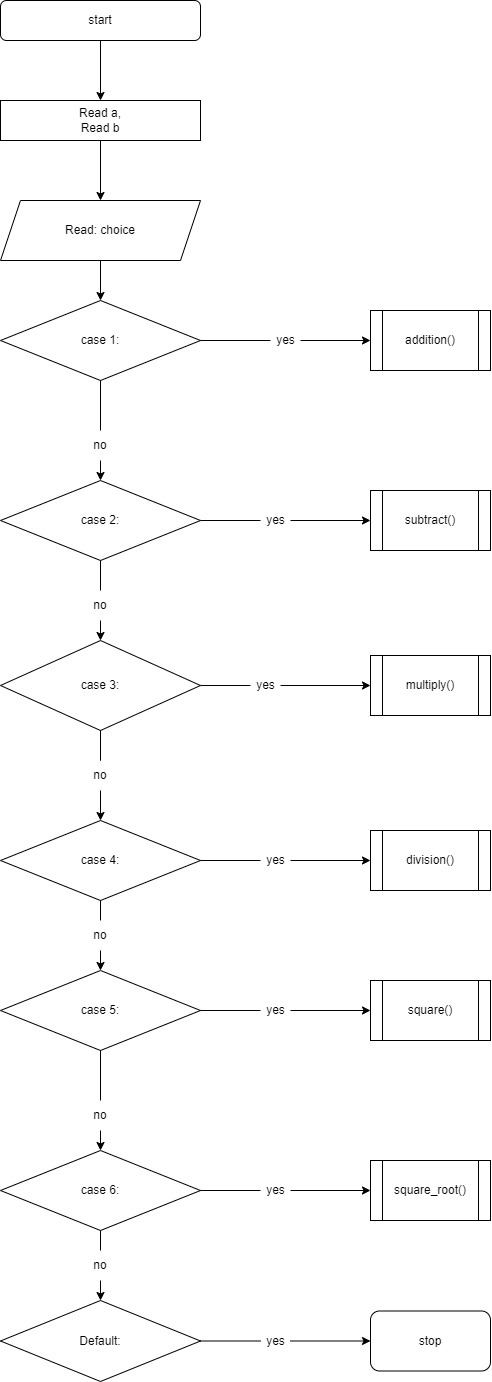 start
Read a,
Read b
Read: choice
case 1:
yes
addition()
no
case 2:
yes
subtract()
no
case 3:
yes
multiply()
no
case 4:
yes
division()
no
case 5:
yes
square()
no
case 6:
yes
square_root()
no
Default:
yes
stop